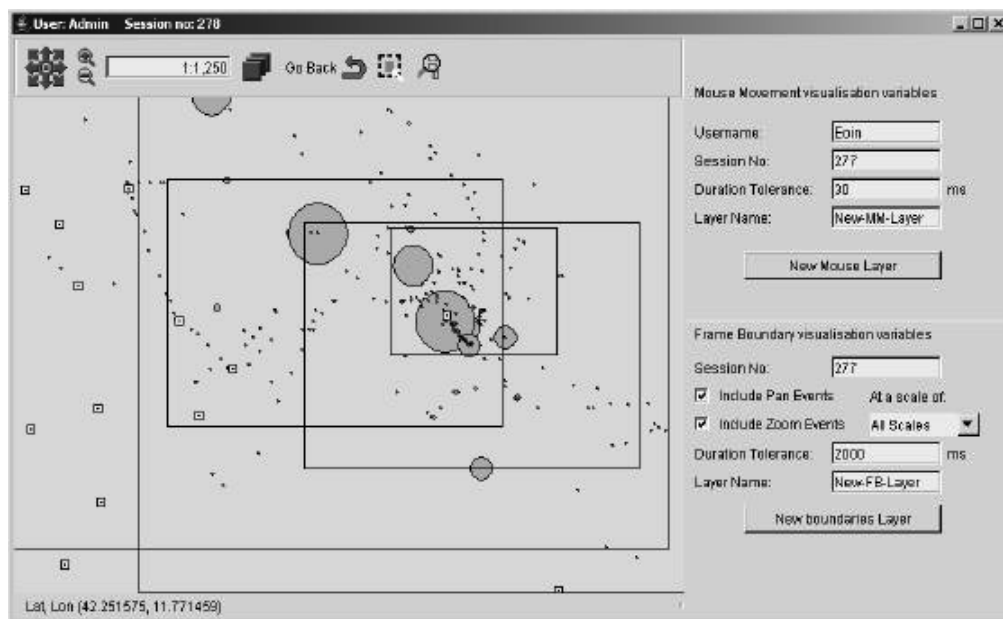 User: Admin Session no: 278
1:1,250 Go Back
Mouse Movement visualisation variables
Username: Eoin
Session No: 277
Duration Tolerance: 30 ms
Layer Name: New-MM-Layer
New Mouse Layer
Frame Boundary visualisation variables
Session No: 277
Include Pan Events At a scale of:
Include Zoom Events All Scales
Duration Tolerance: 2000 ms
Layer Name: New-FB-Layer
New boundaries Layer
Lat, Lon (42.251575, 11.771459)